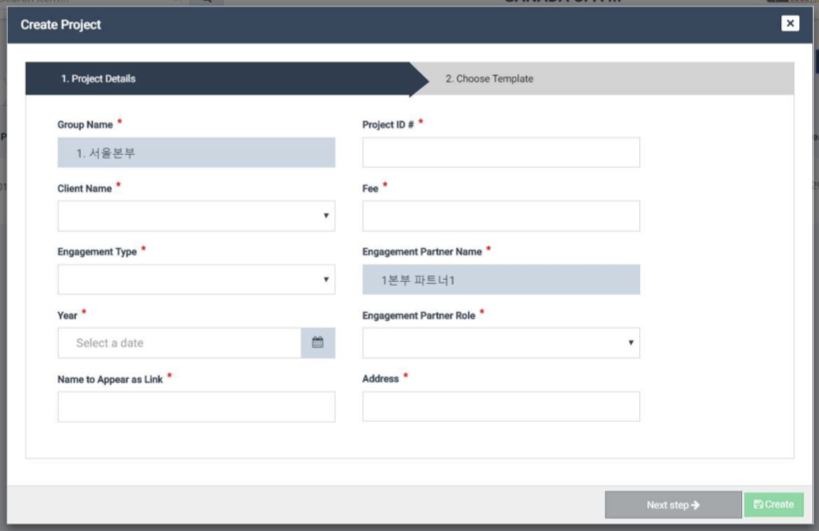 Create Project
1. Project Details
2. Choose Template
Group Name *
Project ID # *
1. 서울본부
Client Name *
Fee *
Engagement Type *
Engagement Partner Name *
1본부 파트너1
Year *
Engagement Partner Role *
Select a date
Name to Appear as Link *
Address *
Next step
Create